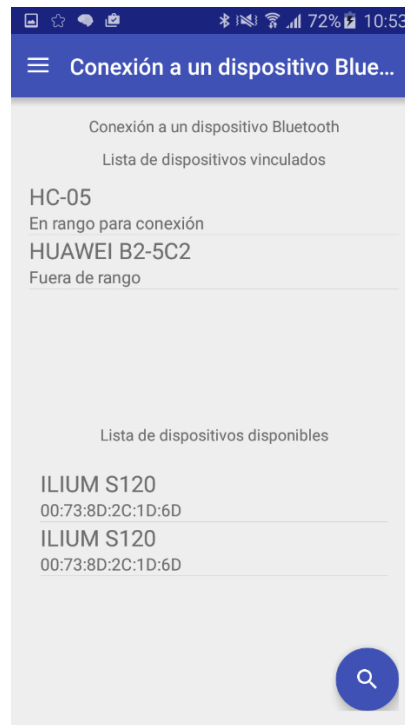 72% 10:53
Conexión a un dispositivo Blue...
Conexión a un dispositivo Bluetooth
Lista de dispositivos vinculados
HC-05
En rango para conexión
HUAWEI B2-5C2
Fuera de rango
Lista de dispositivos disponibles
ILIUM S120
00:73:8D:2C:1D:6D
ILIUM S120
00:73:8D:2C:1D:6D